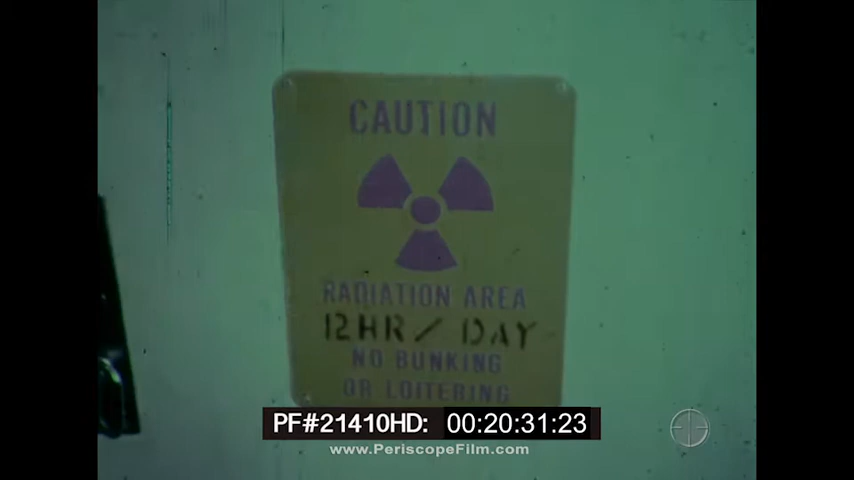 CAUTION
RADIATION AREA
12HR / DAY
NO BUNKING
OR LOITERING
PF#21410HD: 00:20:31:23
www.PeriscopeFilm.com